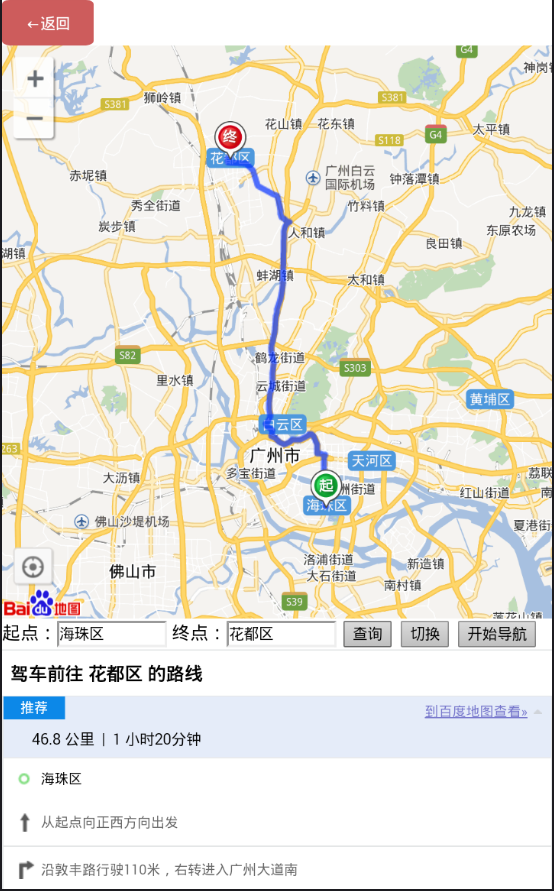 ←返回
G4
神岗
狮岭镇
S381
S381
花山镇
花东镇
S118
G4
太平镇
终
花都区
广州白云
国际机场
钟落潭镇
赤坭镇
秀全街道
竹料镇
九龙镇
炭步镇
人和镇
良田镇
东原农场
湖镇
蚌湖镇
太和镇
S82
鹤龙街道
S303
里水镇
云城街道
黄埔区
白云区
263
广州市
天河区
多宝街道
荔联
大沥镇
起
洲街道
红山街道
南
海珠区
佛山沙堤机场
夏港街
洛浦街道
新造镇
佛山市
大石街道
南村镇
S39
莲花山镇
Bai du 地图
起点：海珠区 终点：花都区 查询 切换 开始导航
驾车前往 花都区 的路线
推荐
到百度地图查看»
46.8 公里 | 1 小时20分钟
海珠区
从起点向正西方向出发
沿敦丰路行驶110米，右转进入广州大道南